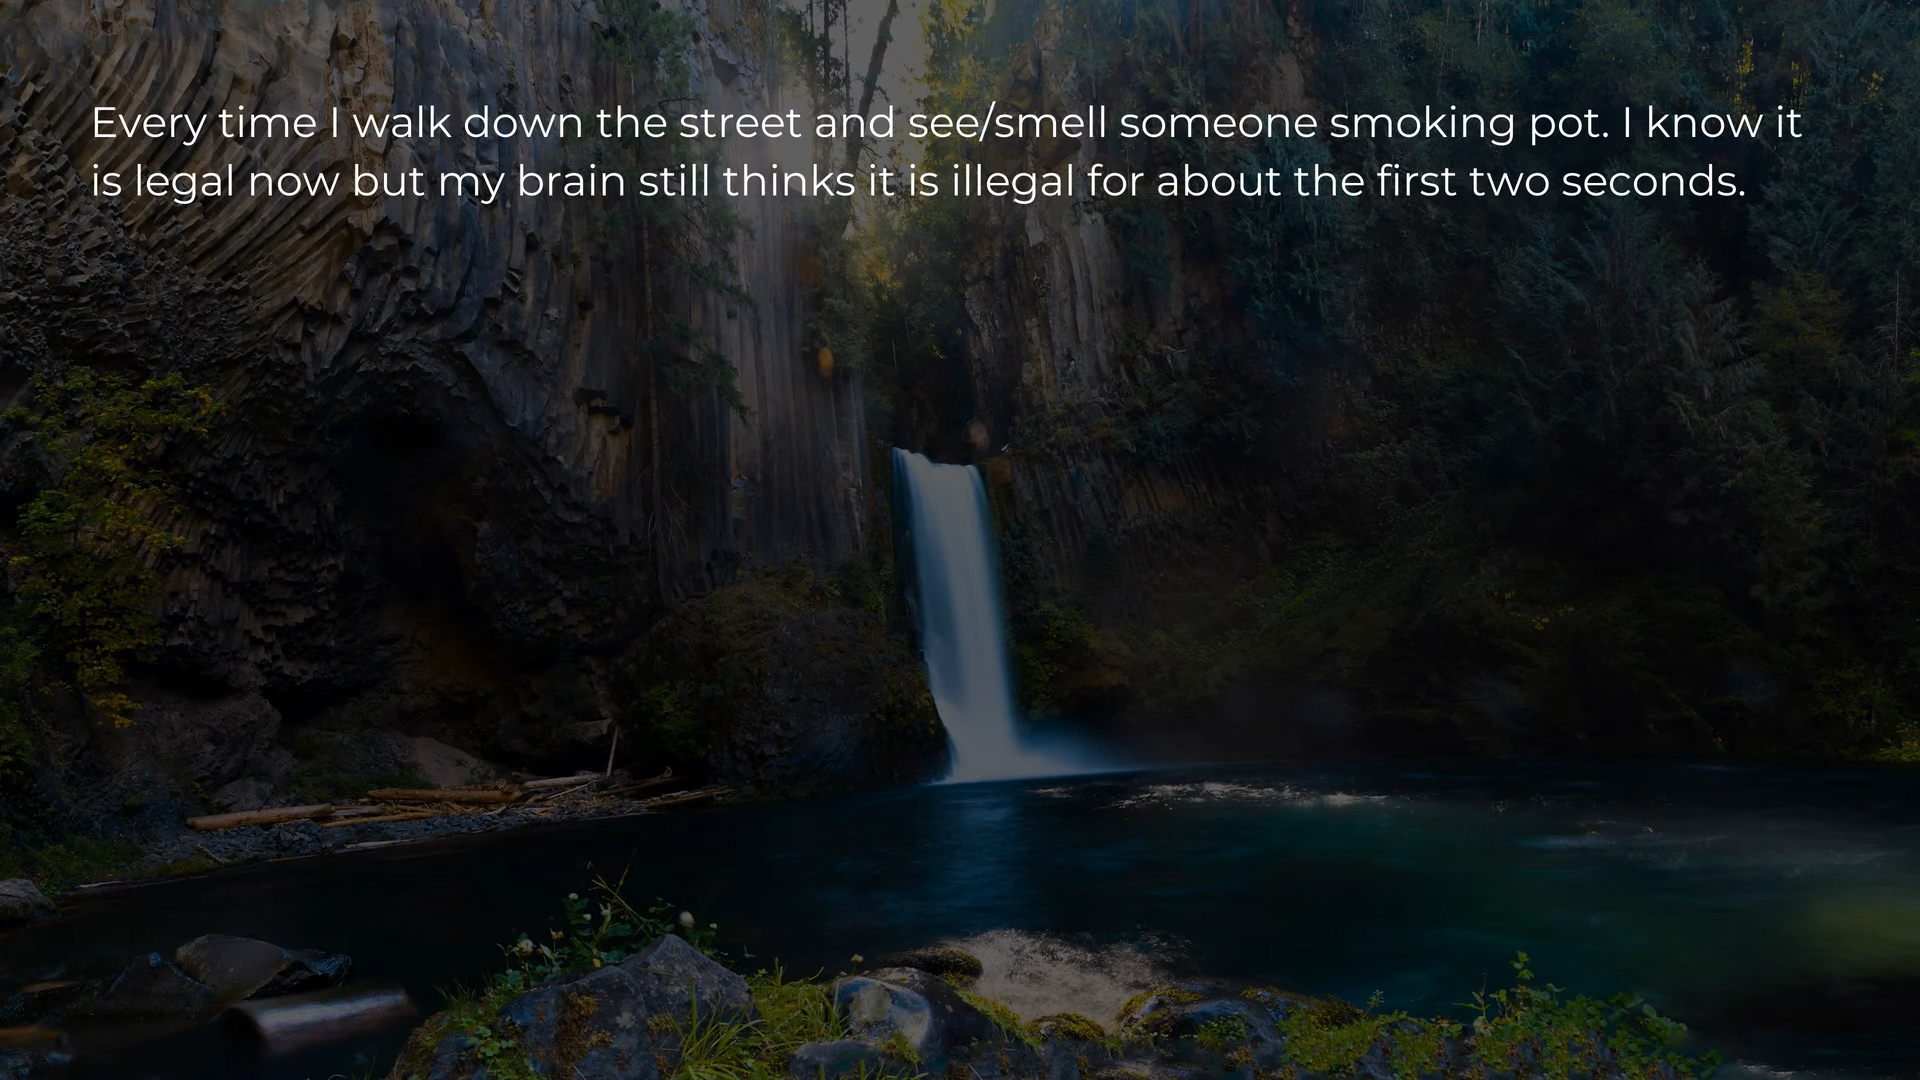 Every time I walk down the street and see/smell someone smoking pot. I know it
is legal now but my brain still thinks it is illegal for about the first two seconds.